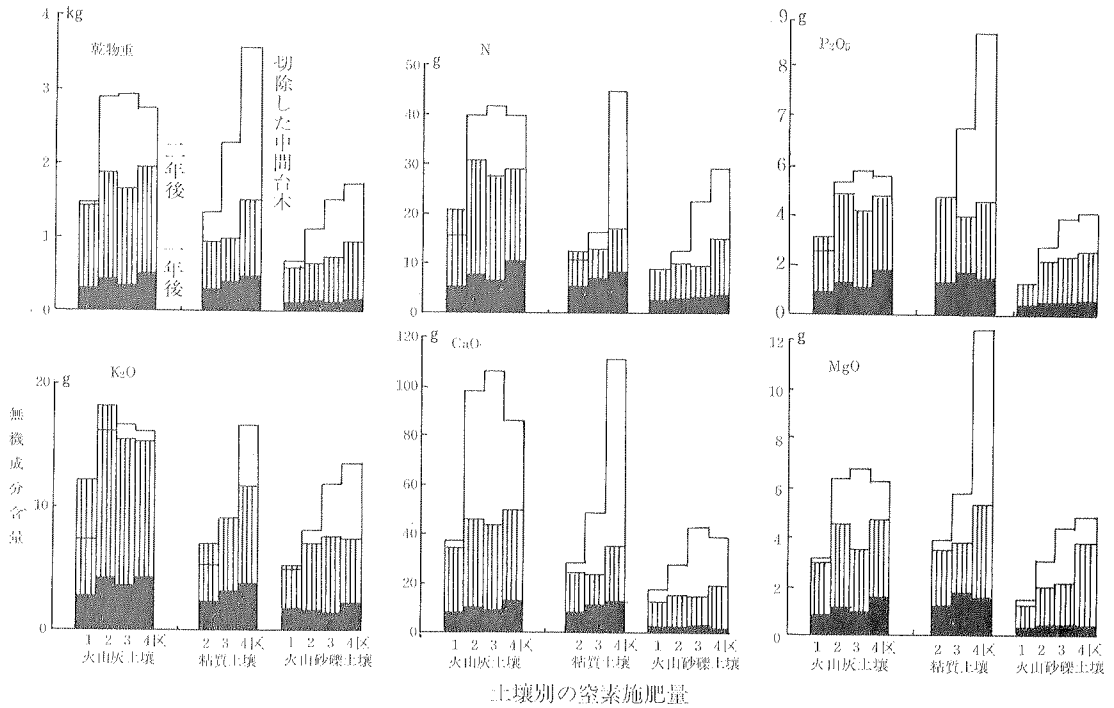 kg
4
3
2
1
0
乾物重
二年後
一年後
切除した中間台木
N
50
g
40
30
20
10
0
P₂O₅
9
g
8
7
6
4
2
0
K₂O
20
g
10
0
無機成分含量
1 2 3 4区
火山灰土壌
2 3 4区
粘質土壌
1 2 3 4区
火山砂礫土壌
CaO
120
g
100
80
60
40
20
0
1 2 3 4区
火山灰土壌
2 3 4区
粘質土壌
1 2 3 4区
火山砂礫土壌
MgO
12
g
10
8
6
4
2
0
1 2 3 4区
火山灰土壌
2 3 4区
粘質土壌
1 2 3 4区
火山砂礫土壌
土壌別の窒素施肥量